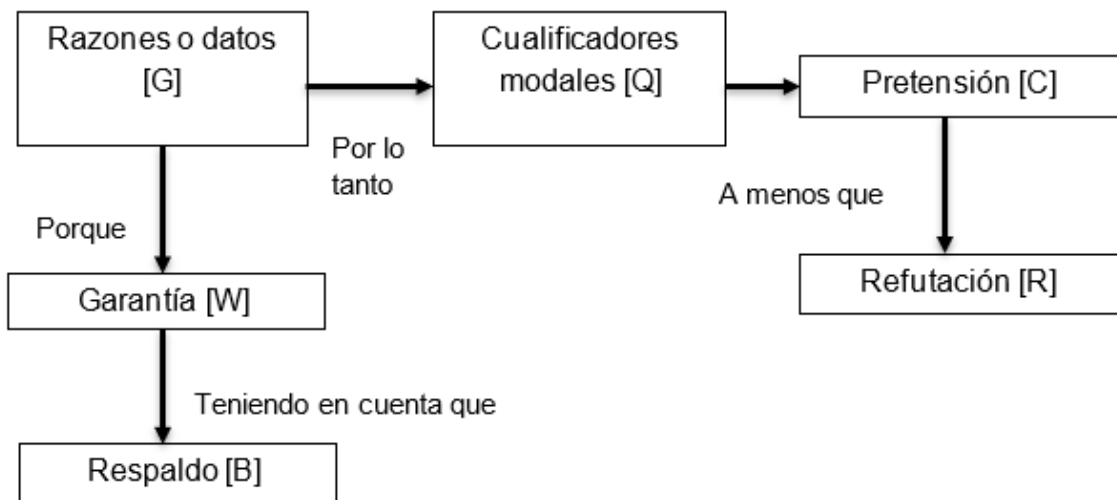 Razones o datos
[G]
Cualificadores
modales [Q]
Pretensión [C]
Por lo
tanto
A menos que
Porque
Refutación [R]
Garantía [W]
Teniendo en cuenta que
Respaldo [B]